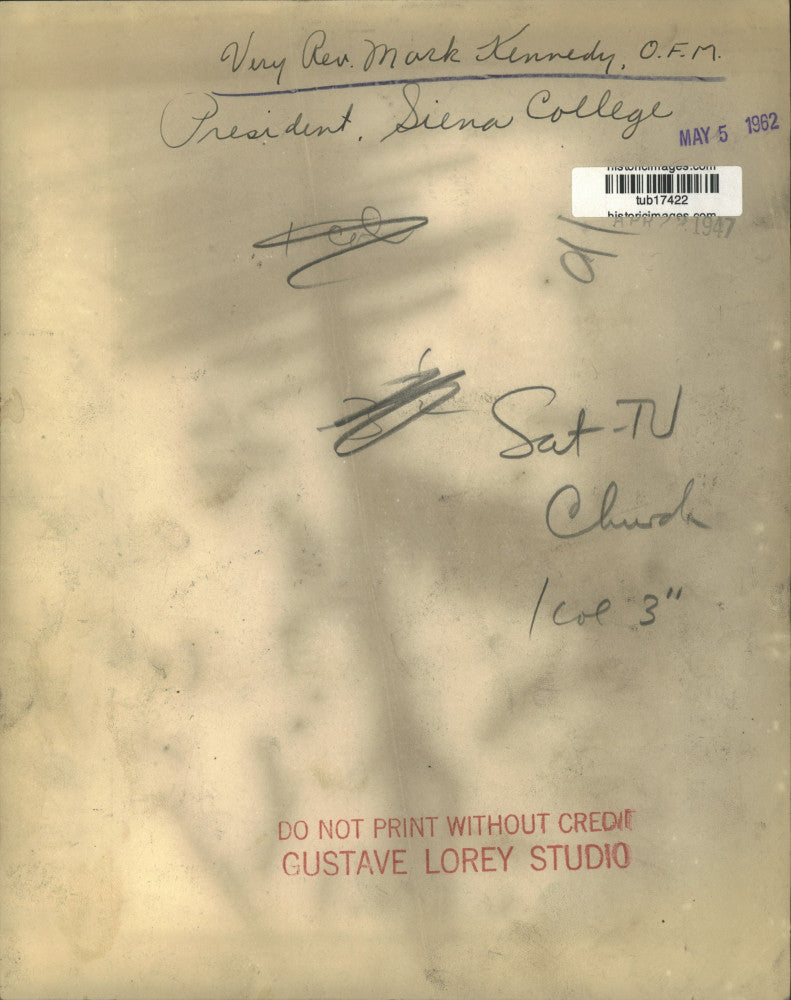 Very Rev. Mark Kennedy, O.F.M.
President, Siena College
MAY 5 1962
historicimages.com
tub17422
historicimages.com
APR 1947
Sat-TU
Church
1 col 3"
DO NOT PRINT WITHOUT CREDIT
GUSTAVE LOREY STUDIO